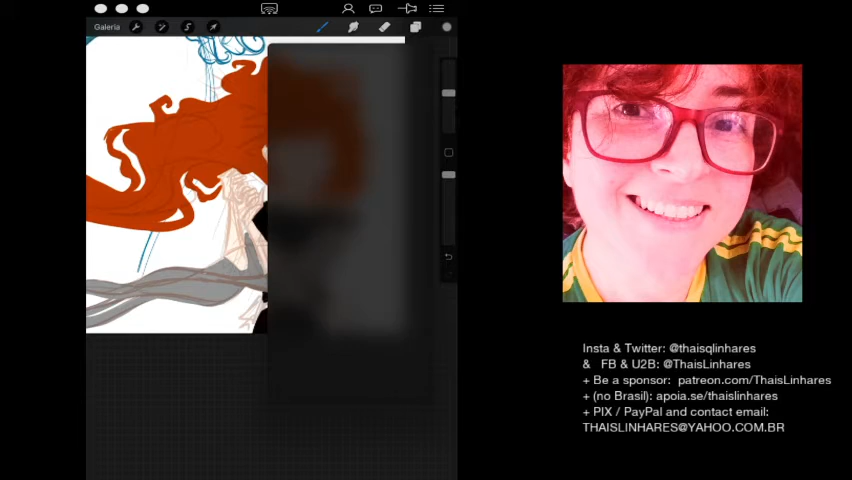 Galeria
Insta & Twitter: @thaisqlinhares
& FB & U2B: @ThaisLinhares
+ Be a sponsor: patreon.com/ThaisLinhares
+ (no Brasil): apoia.se/thaislinhares
+ PIX / PayPal and contact email:
THAISLINHARES@YAHOO.COM.BR